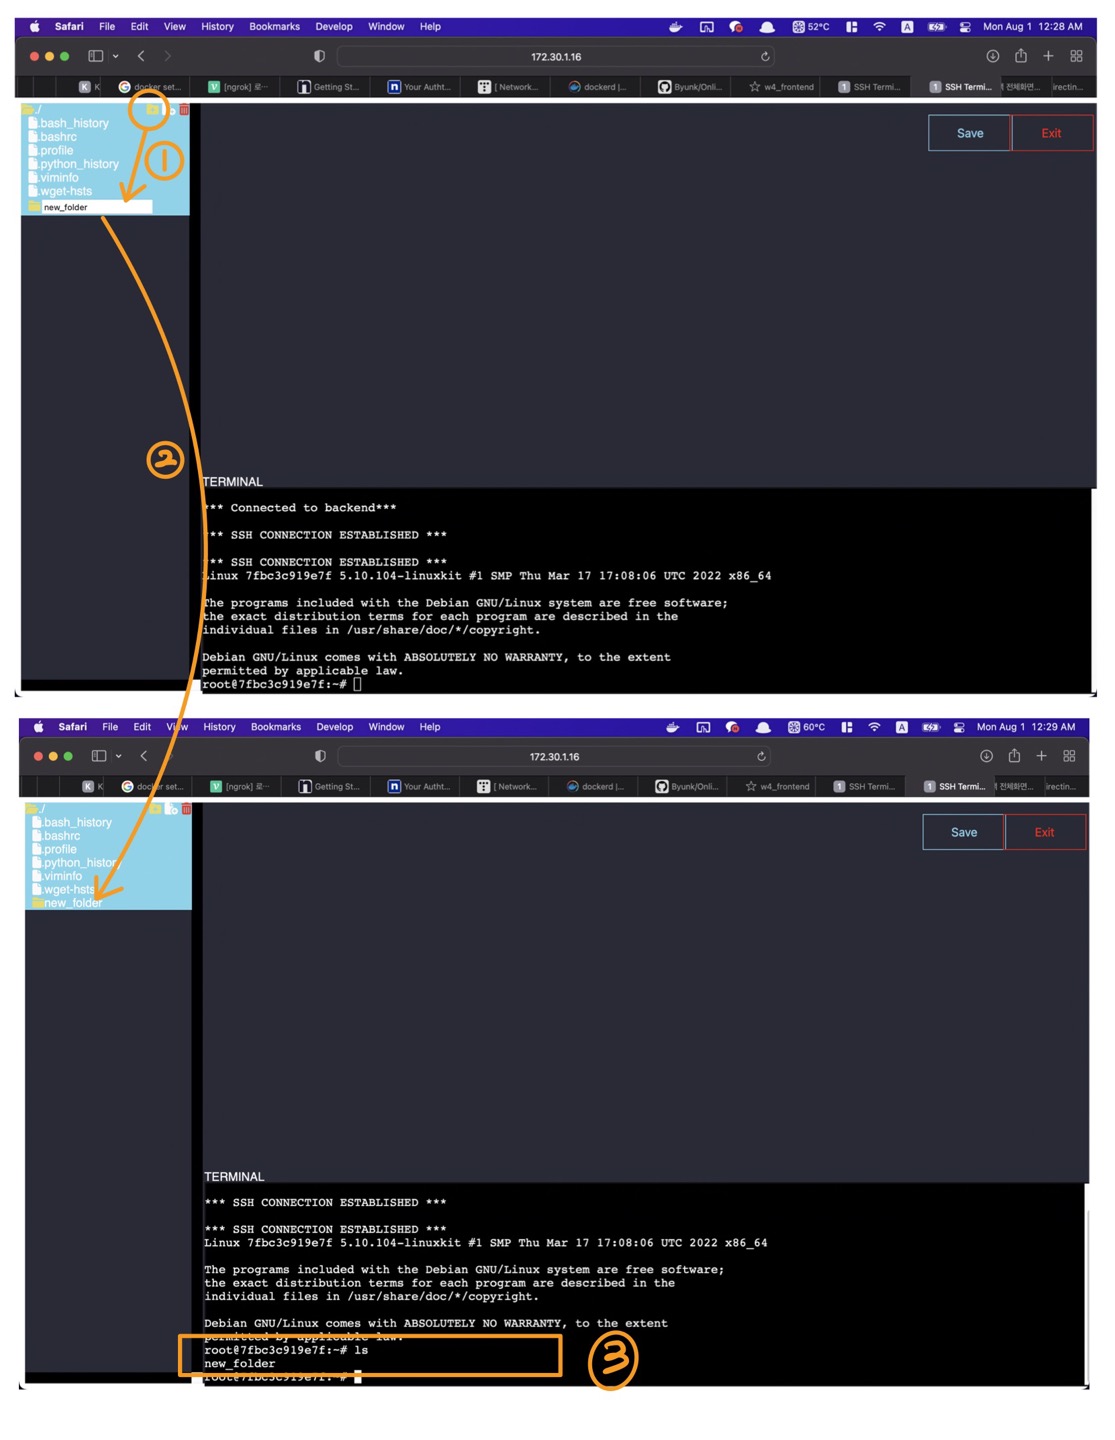 Safari File Edit View History Bookmarks Develop Window Help 52°C A Mon Aug 1 12:28 AM
172.30.1.16
K K docker set... [ngrok] 로... Getting St... Your Autht... [ Network... dockerd |... Byunk/Onli... w4_frontend 1 SSH Termi... 1 SSH Termi... 전체화면... irectin...
./
.bash_history
.bashrc
.profile
.python_history
.viminfo
.wget-hsts
new_folder
1
Save Exit
2
TERMINAL
*** Connected to backend***
*** SSH CONNECTION ESTABLISHED ***
*** SSH CONNECTION ESTABLISHED ***
Linux 7fbc3c919e7f 5.10.104-linuxkit #1 SMP Thu Mar 17 17:08:06 UTC 2022 x86_64
The programs included with the Debian GNU/Linux system are free software;
the exact distribution terms for each program are described in the
individual files in /usr/share/doc/*/copyright.
Debian GNU/Linux comes with ABSOLUTELY NO WARRANTY, to the extent
permitted by applicable law.
root@7fbc3c919e7f:~#
Safari File Edit View History Bookmarks Develop Window Help 60°C A Mon Aug 1 12:29 AM
172.30.1.16
K K docker set... [ngrok] 로... Getting St... Your Autht... [ Network... dockerd |... Byunk/Onli... w4_frontend 1 SSH Termi... 1 SSH Termi... 전체화면... irectin...
./
.bash_history
.bashrc
.profile
.python_history
.viminfo
.wget-hsts
new_folder
Save Exit
TERMINAL
*** SSH CONNECTION ESTABLISHED ***
*** SSH CONNECTION ESTABLISHED ***
Linux 7fbc3c919e7f 5.10.104-linuxkit #1 SMP Thu Mar 17 17:08:06 UTC 2022 x86_64
The programs included with the Debian GNU/Linux system are free software;
the exact distribution terms for each program are described in the
individual files in /usr/share/doc/*/copyright.
Debian GNU/Linux comes with ABSOLUTELY NO WARRANTY, to the extent
permitted by applicable law.
root@7fbc3c919e7f:~# ls
new_folder
root@7fbc3c919e7f:~#
3